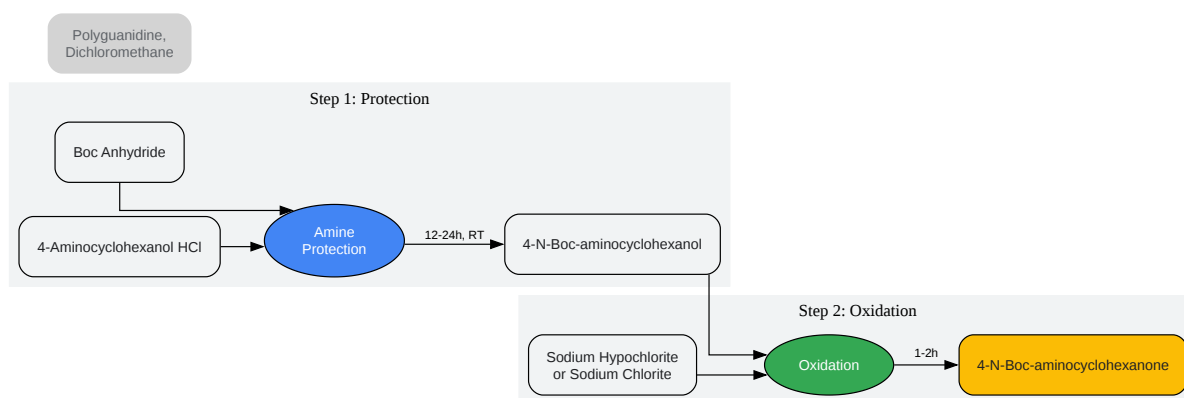 Polyguanidine,
Dichloromethane
Step 1: Protection
Boc Anhydride
4-Aminocyclohexanol HCl
Amine
Protection
12-24h, RT
4-N-Boc-aminocyclohexanol
Step 2: Oxidation
Sodium Hypochlorite
or Sodium Chlorite
Oxidation
1-2h
4-N-Boc-aminocyclohexanone